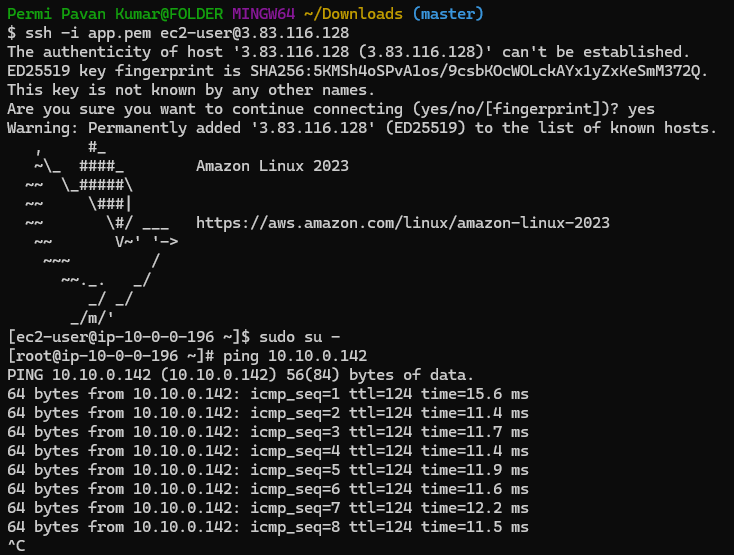 Permi Pavan Kumar@FOLDER MINGW64 ~/Downloads (master)
$ ssh -i app.pem ec2-user@3.83.116.128
The authenticity of host '3.83.116.128 (3.83.116.128)' can't be established.
ED25519 key fingerprint is SHA256:5KMSh4oSPvA1os/9csbKOcWOLckAYx1yZxKeSmM372Q.
This key is not known by any other names.
Are you sure you want to continue connecting (yes/no/[fingerprint])? yes
Warning: Permanently added '3.83.116.128' (ED25519) to the list of known hosts.
   ,     #_
   ~\_  ####_        Amazon Linux 2023
  ~~  \_#####\
  ~~     \###|
  ~~       \#/ ___   https://aws.amazon.com/linux/amazon-linux-2023
   ~~       V~' '->
    ~~~         /
      ~~._.   _/
         _/ _/
       _/m/'
[ec2-user@ip-10-0-0-196 ~]$ sudo su -
[root@ip-10-0-0-196 ~]# ping 10.10.0.142
PING 10.10.0.142 (10.10.0.142) 56(84) bytes of data.
64 bytes from 10.10.0.142: icmp_seq=1 ttl=124 time=15.6 ms
64 bytes from 10.10.0.142: icmp_seq=2 ttl=124 time=11.4 ms
64 bytes from 10.10.0.142: icmp_seq=3 ttl=124 time=11.7 ms
64 bytes from 10.10.0.142: icmp_seq=4 ttl=124 time=11.4 ms
64 bytes from 10.10.0.142: icmp_seq=5 ttl=124 time=11.9 ms
64 bytes from 10.10.0.142: icmp_seq=6 ttl=124 time=11.6 ms
64 bytes from 10.10.0.142: icmp_seq=7 ttl=124 time=12.2 ms
64 bytes from 10.10.0.142: icmp_seq=8 ttl=124 time=11.5 ms
^C